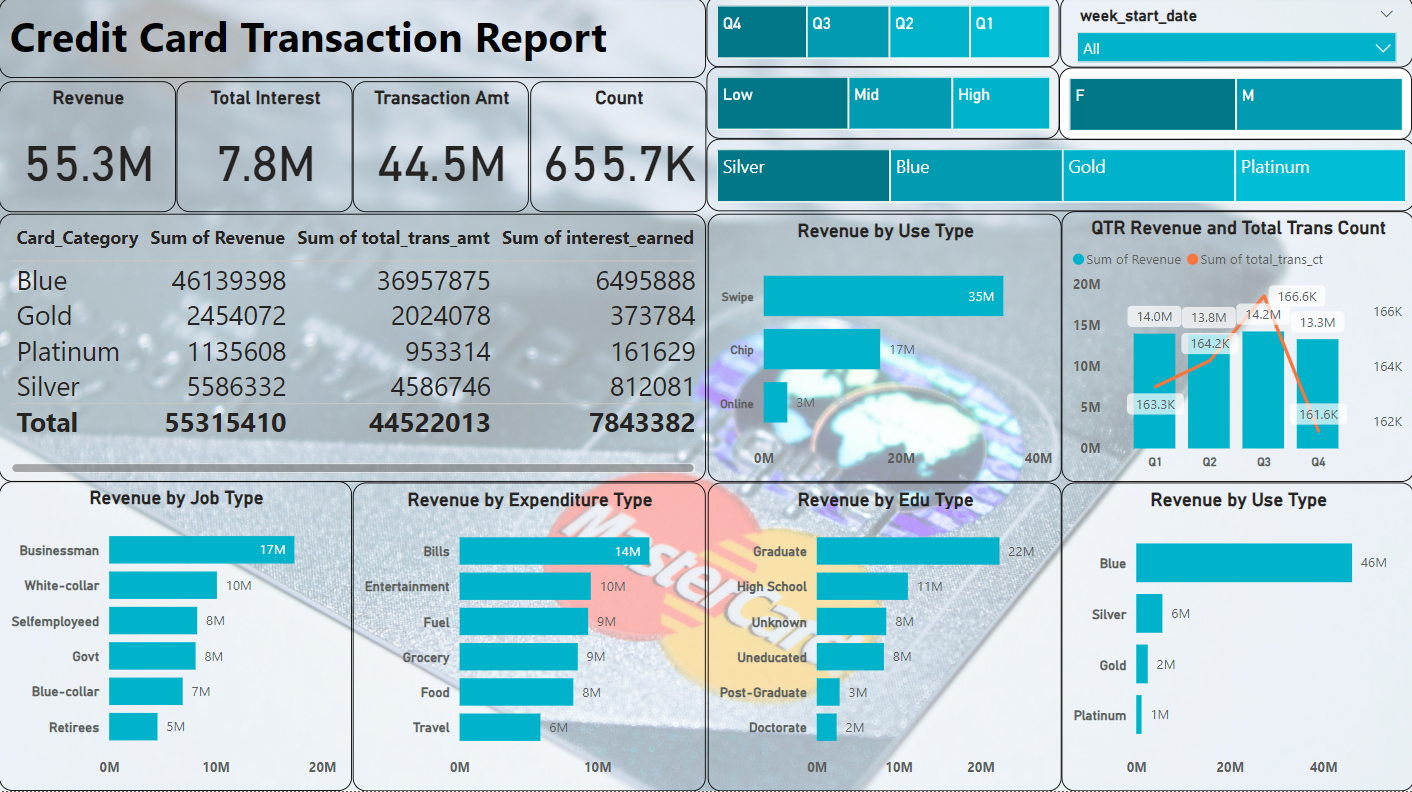 Credit Card Transaction Report
Q4 Q3 Q2 Q1
week_start_date
All
Low Mid High
F M
Silver Blue Gold Platinum
Revenue
55.3M
Total Interest
7.8M
Transaction Amt
44.5M
Count
655.7K
Card_Category Sum of Revenue Sum of total_trans_amt Sum of interest_earned
Blue 46139398 36957875 6495888
Gold 2454072 2024078 373784
Platinum 1135608 953314 161629
Silver 5586332 4586746 812081
Total 55315410 44522013 7843382
Revenue by Use Type
Swipe 35M
Chip 17M
Online 3M
0M 20M 40M
QTR Revenue and Total Trans Count
Sum of Revenue Sum of total_trans_ct
20M
15M
10M
5M
0M
14.0M 13.8M 14.2M 13.3M
163.3K 164.2K 166.6K 161.6K
166K
164K
162K
Q1 Q2 Q3 Q4
Revenue by Job Type
Businessman 17M
White-collar 10M
Selfemployeed 8M
Govt 8M
Blue-collar 7M
Retirees 5M
0M 10M 20M
Revenue by Expenditure Type
Bills 14M
Entertainment 10M
Fuel 9M
Grocery 9M
Food 8M
Travel 6M
0M 10M
MasterCard
Revenue by Edu Type
Graduate 22M
High School 11M
Unknown 8M
Uneducated 8M
Post-Graduate 3M
Doctorate 2M
0M 10M 20M
Revenue by Use Type
Blue 46M
Silver 6M
Gold 2M
Platinum 1M
0M 20M 40M